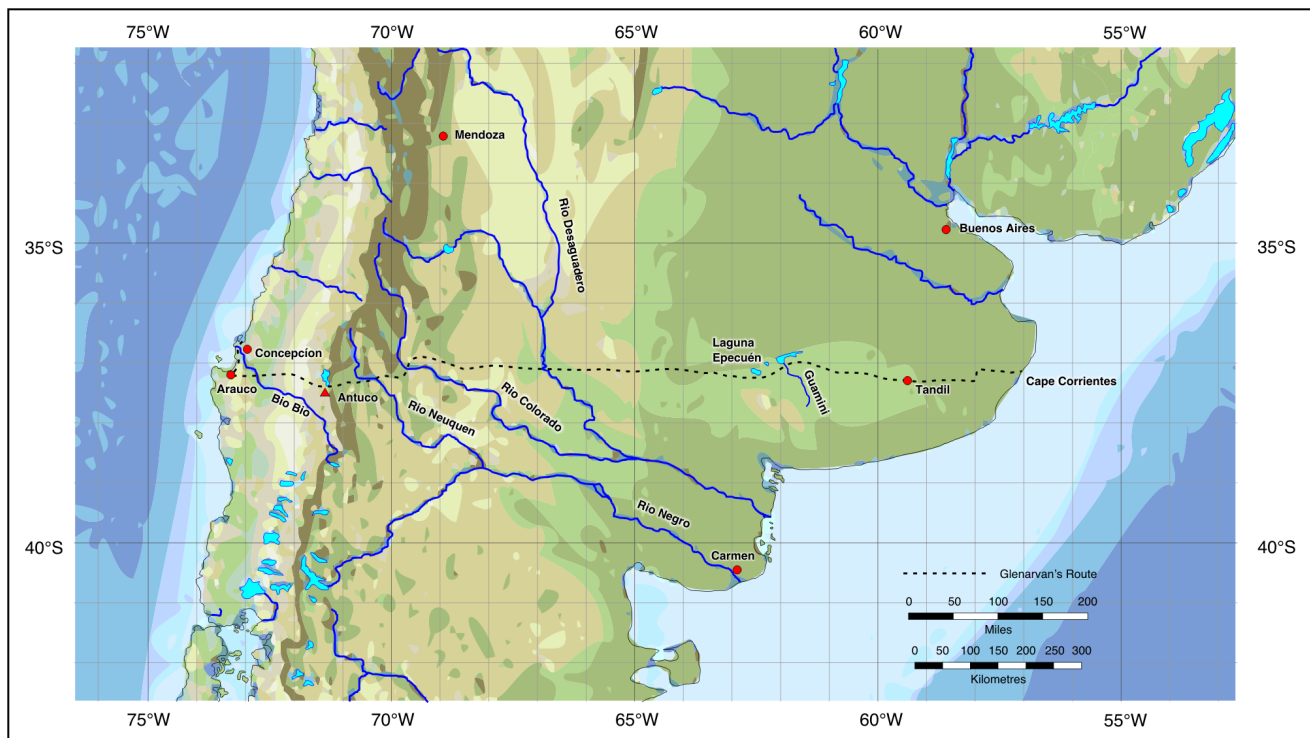 75°W
70°W
65°W
60°W
55°W
Mendoza
Rio Desaguadero
Buenos Aires
35°S
35°S
Concepcíon
Laguna
Epecuén
Arauco
Antuco
Bio Bio
Rio Neuquen
Rio Colorado
Guamini
Tandil
Cape Corrientes
Rio Negro
Carmen
40°S
40°S
Glenarvan's Route
0 50 100 150 200
Miles
0 50 100 150 200 250 300
Kilometres
75°W
70°W
65°W
60°W
55°W